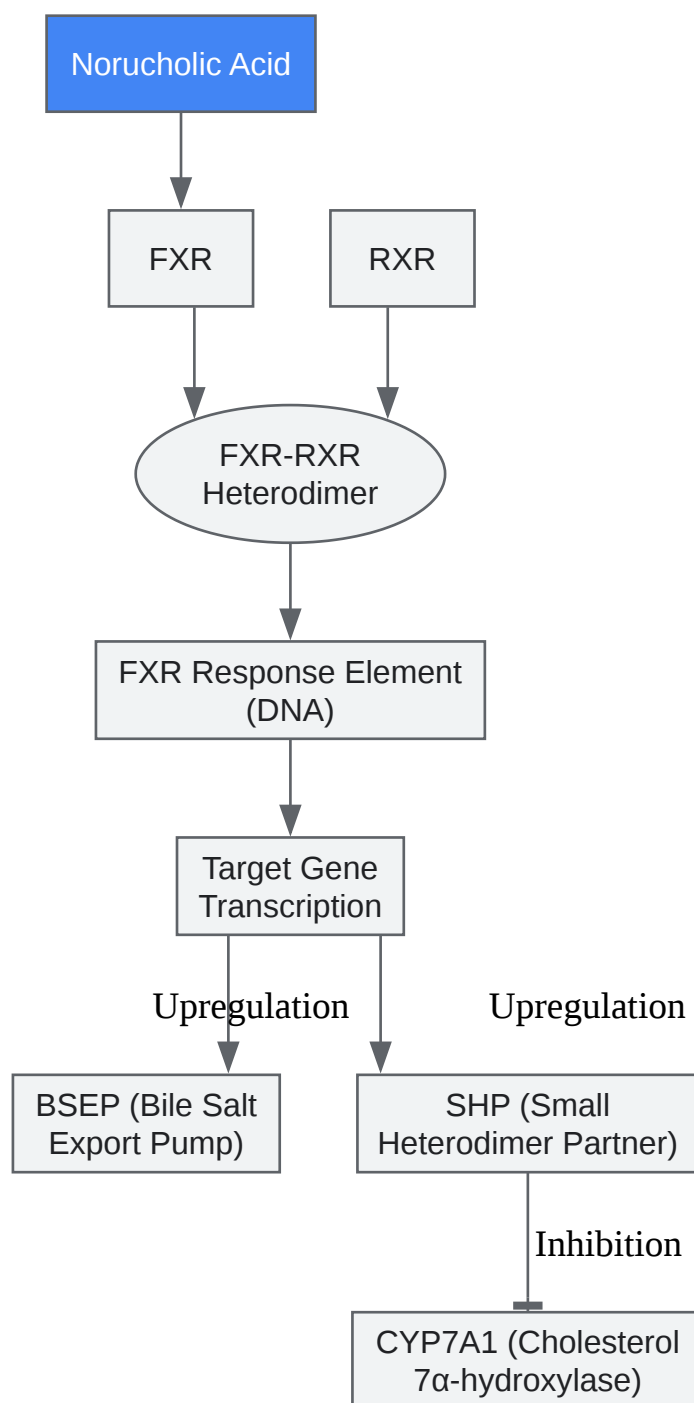 Norucholic Acid
FXR
RXR
FXR-RXR
Heterodimer
FXR Response Element
(DNA)
Target Gene
Transcription
Upregulation
Upregulation
BSEP (Bile Salt
Export Pump)
SHP (Small
Heterodimer Partner)
Inhibition
CYP7A1 (Cholesterol
7α-hydroxylase)